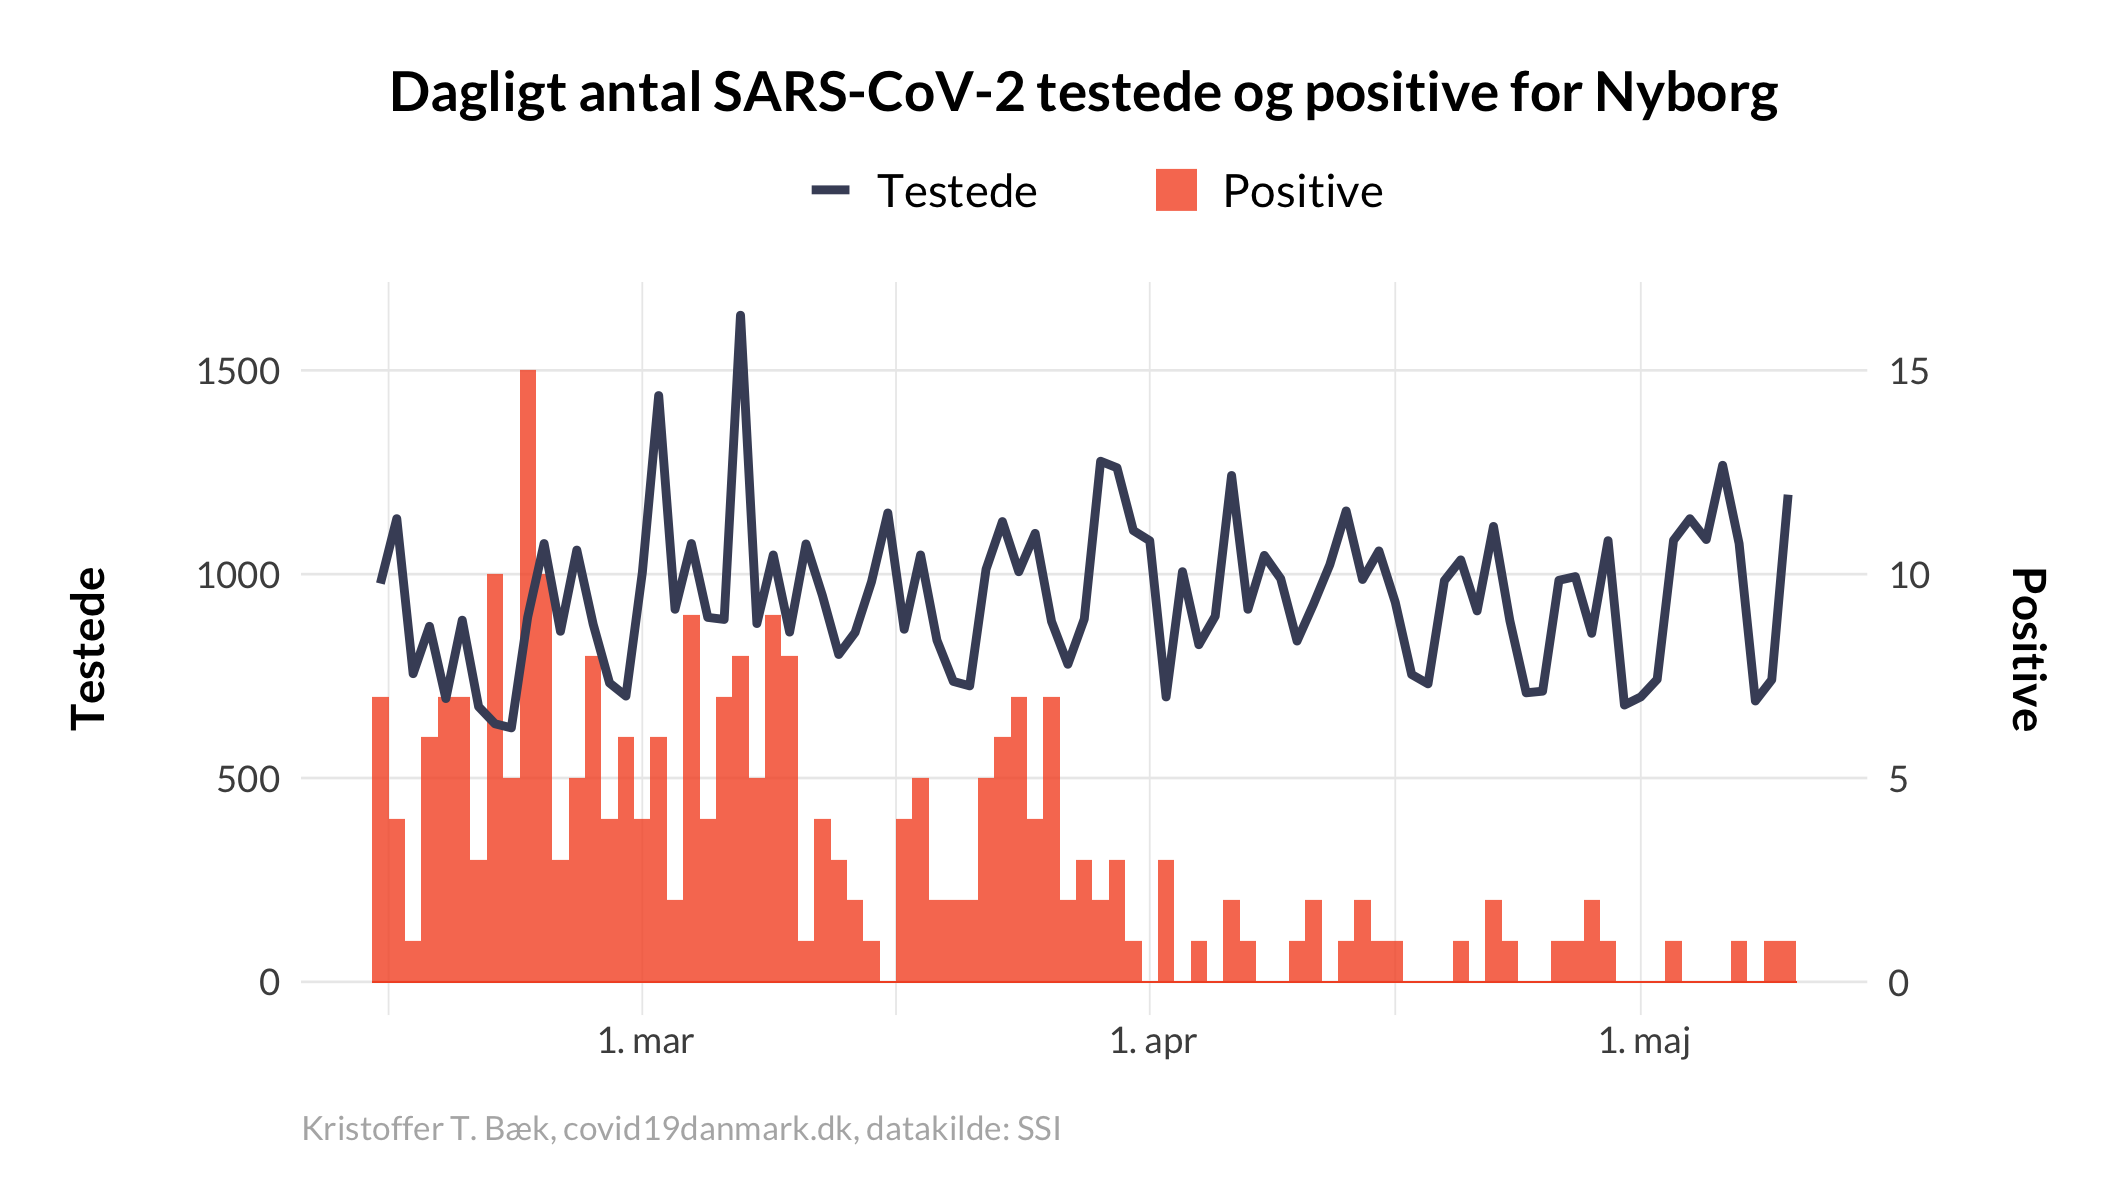 Dagligt antal SARS-CoV-2 testede og positive for Nyborg
Testede
Positive
1500
1000
500
0
Testede
15
10
5
0
Positive
1. mar
1. apr
1. maj
Kristoffer T. Bæk, covid19danmark.dk, datakilde: SSI